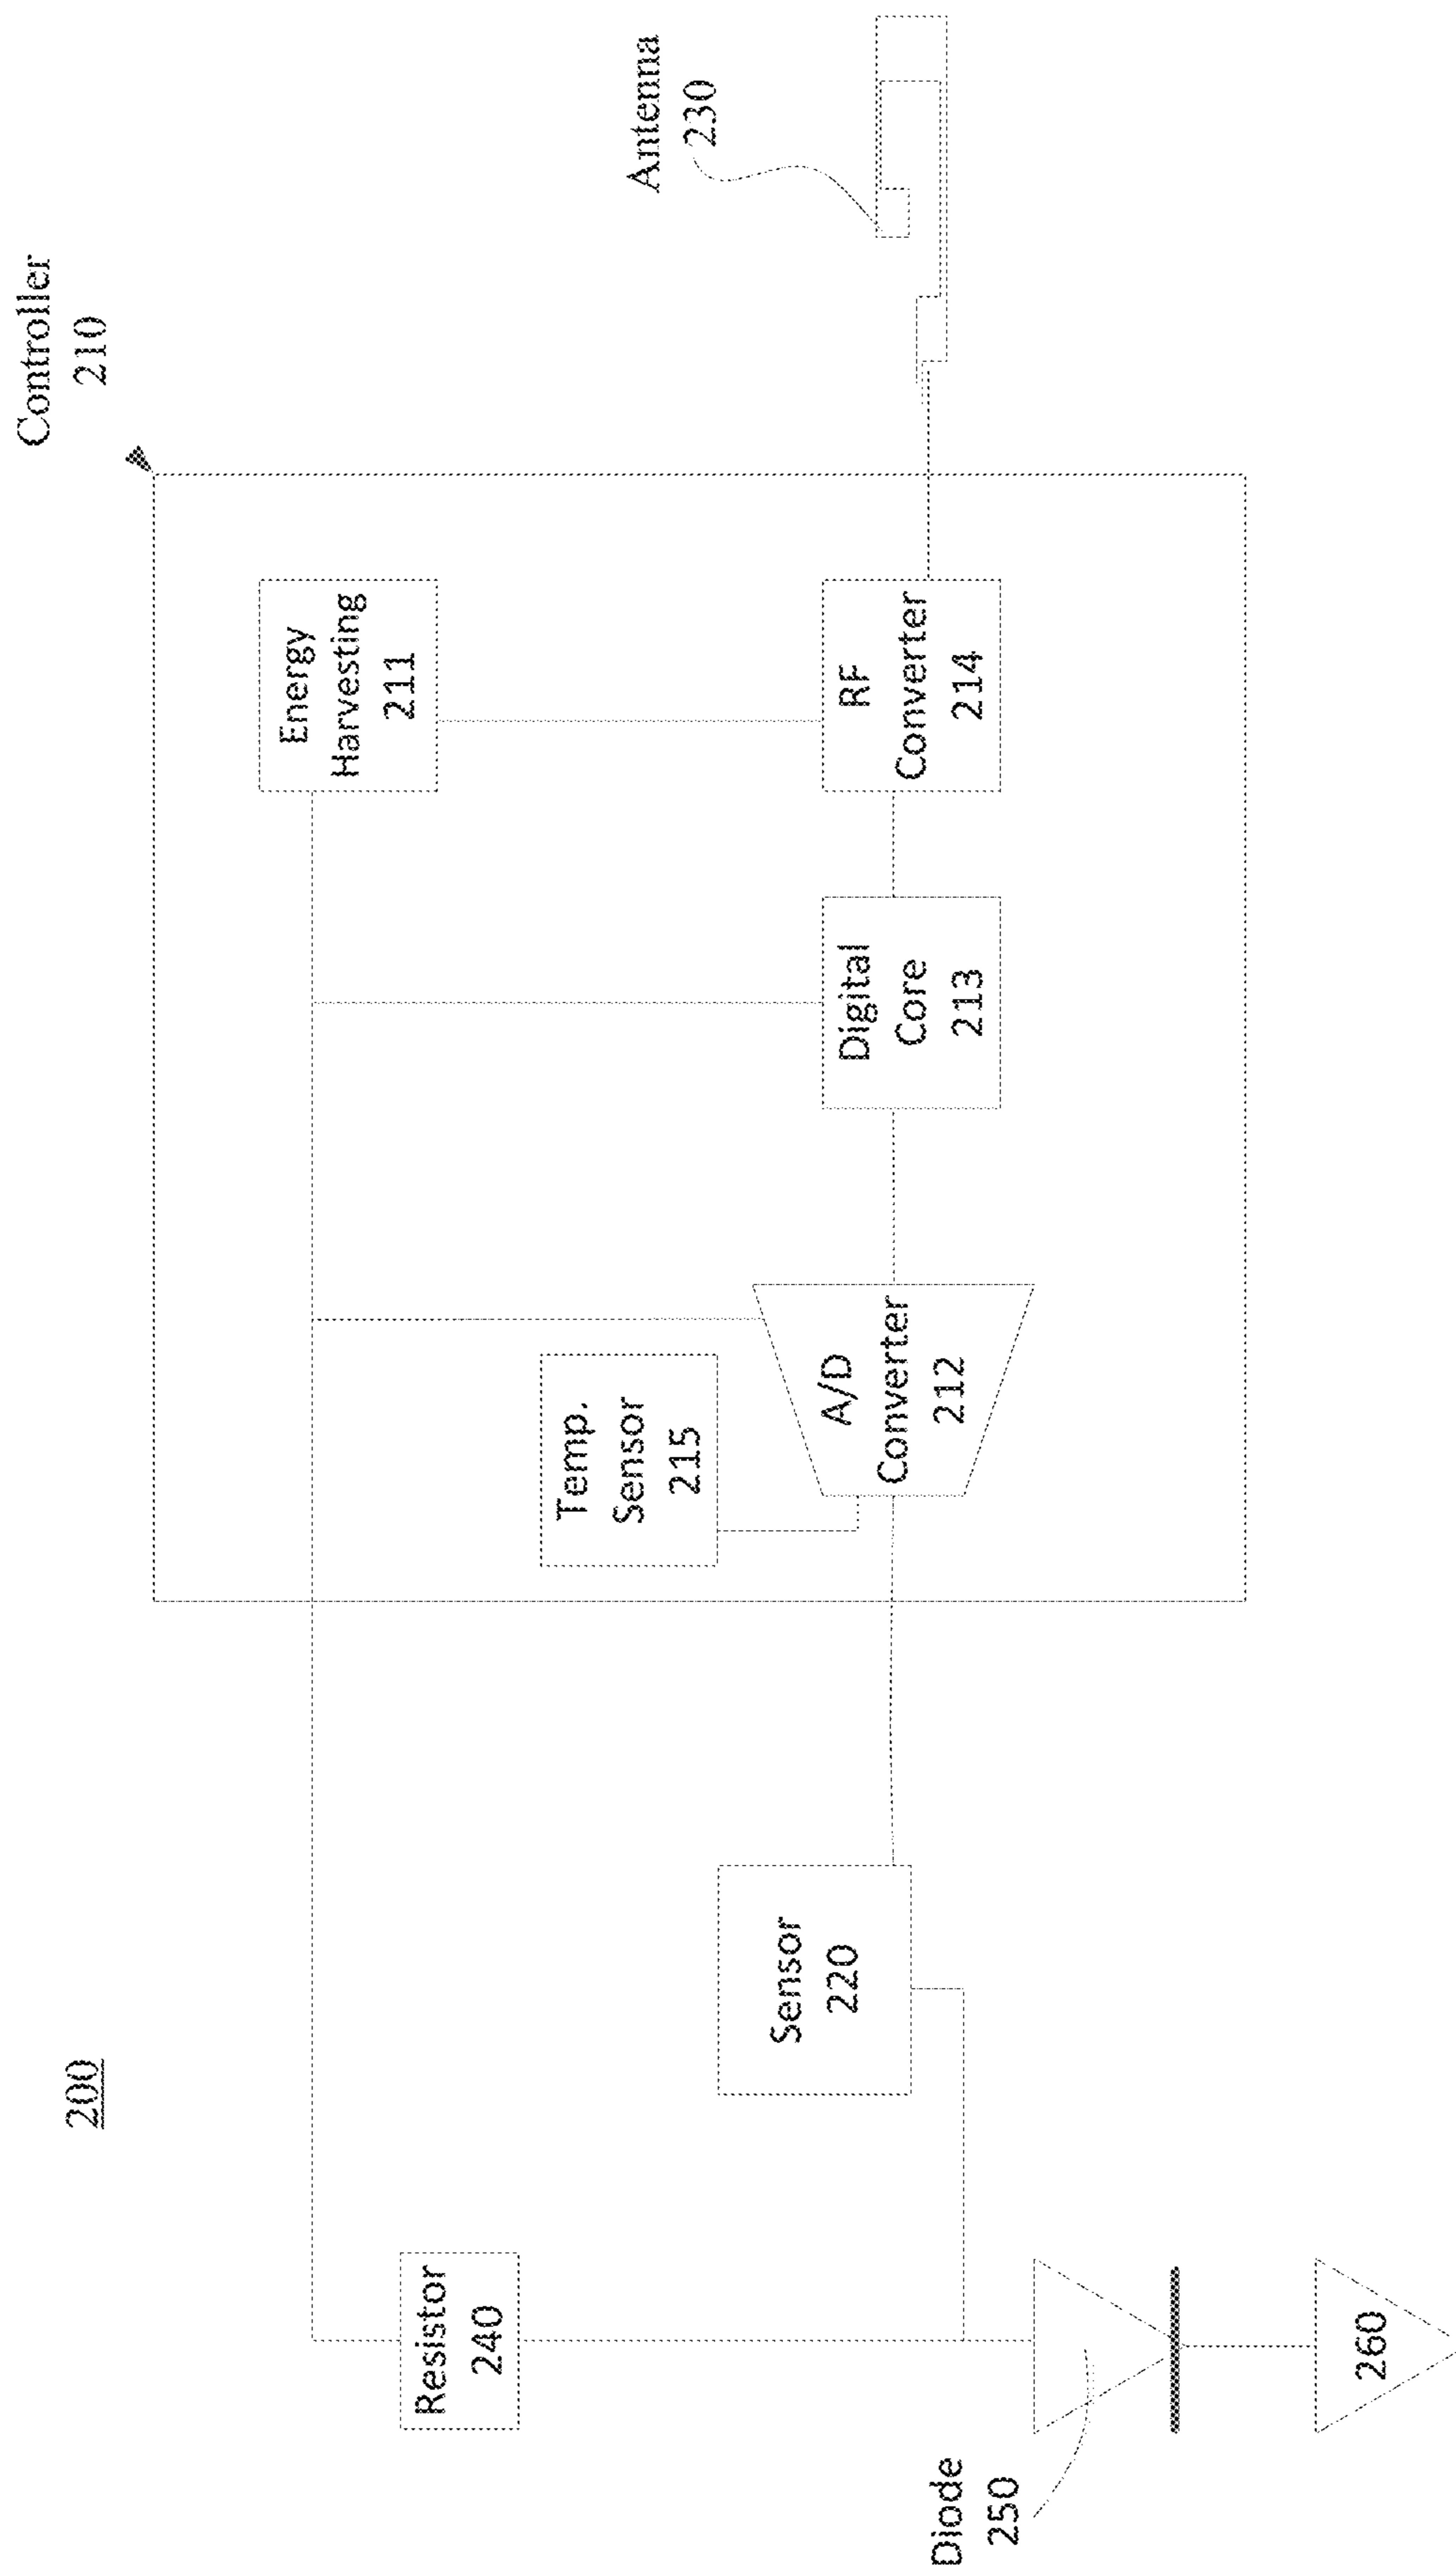 200
Controller
210
Antenna
230
Energy
Harvesting
211
RF
Converter
214
Digital
Core
213
A/D
Converter
212
Temp.
Sensor
215
Sensor
220
Resistor
240
Diode
250
260